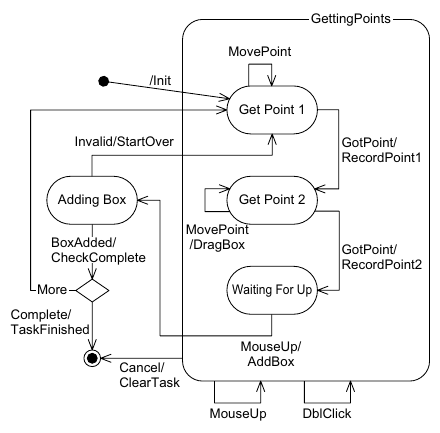 GettingPoints
MovePoint
/Init
Get Point 1
Invalid/StartOver
GotPoint/
RecordPoint1
Adding Box
Get Point 2
MovePoint
/DragBox
BoxAdded/
CheckComplete
GotPoint/
RecordPoint2
More
Waiting For Up
Complete/
TaskFinished
MouseUp/
AddBox
Cancel/
ClearTask
MouseUp
DblClick